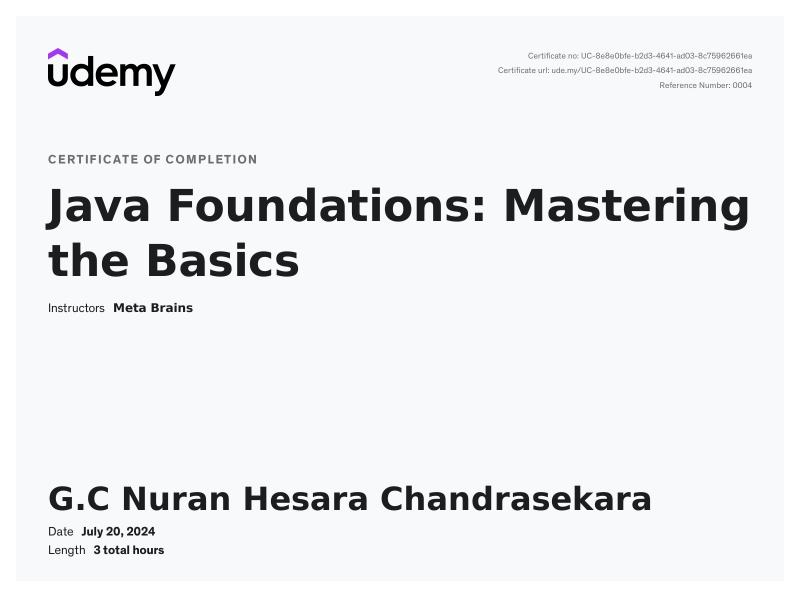 udemy
Certificate no: UC-8e8e0bfe-b2d3-4641-ad03-8c75962661ea
Certificate url: ude.my/UC-8e8e0bfe-b2d3-4641-ad03-8c75962661ea
Reference Number: 0004
CERTIFICATE OF COMPLETION
Java Foundations: Mastering
the Basics
Instructors Meta Brains
G.C Nuran Hesara Chandrasekara
Date July 20, 2024
Length 3 total hours